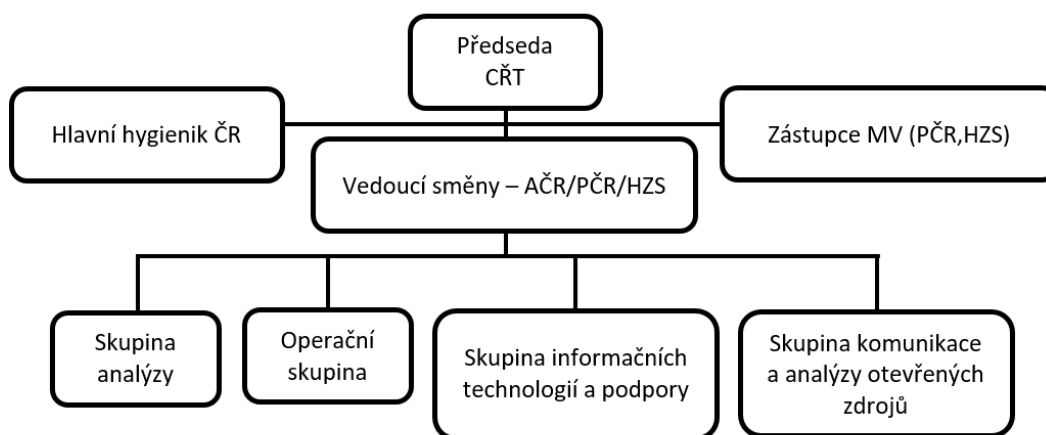 Předseda
CŘT
Hlavní hygienik ČR
Zástupce MV (PČR,HZS)
Vedoucí směny – AČR/PČR/HZS
Skupina
analýzy
Operační
skupina
Skupina informačních
technologií a podpory
Skupina komunikace
a analýzy otevřených
zdrojů